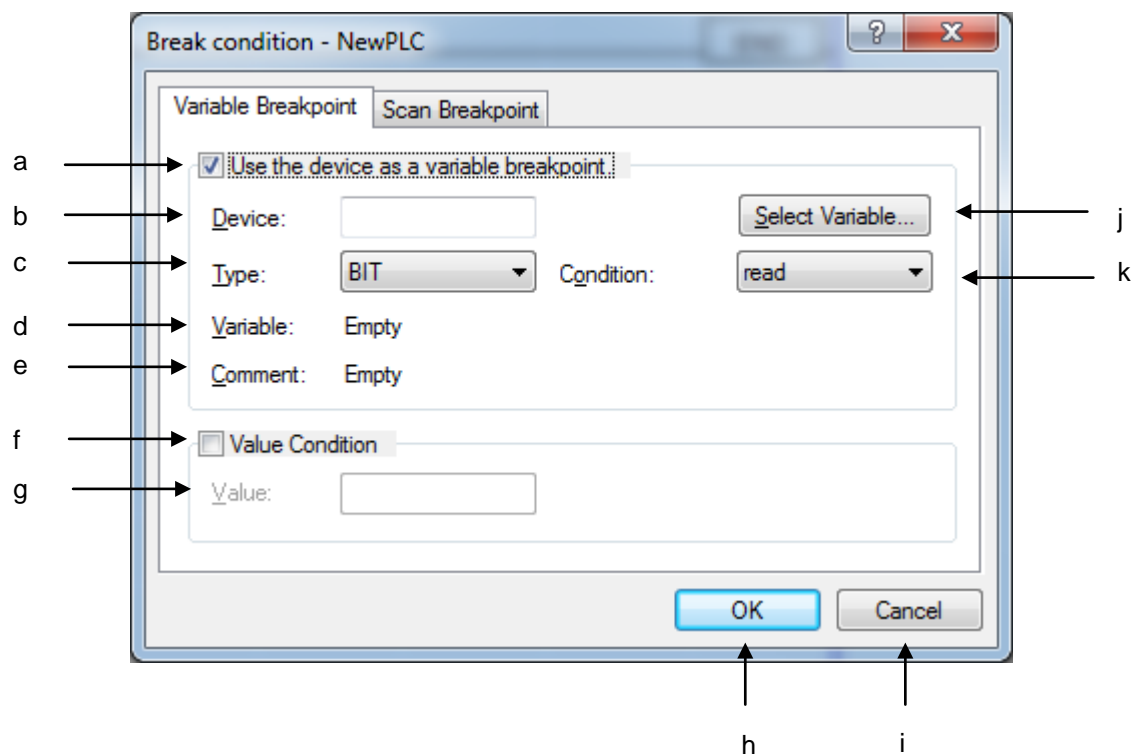 Break condition - NewPLC
Variable Breakpoint Scan Breakpoint
a Use the device as a variable breakpoint.
b Device: Select Variable... j
c Type: BIT Condition: read k
d Variable: Empty
e Comment: Empty
f Value Condition
g Value:
OK Cancel
h i